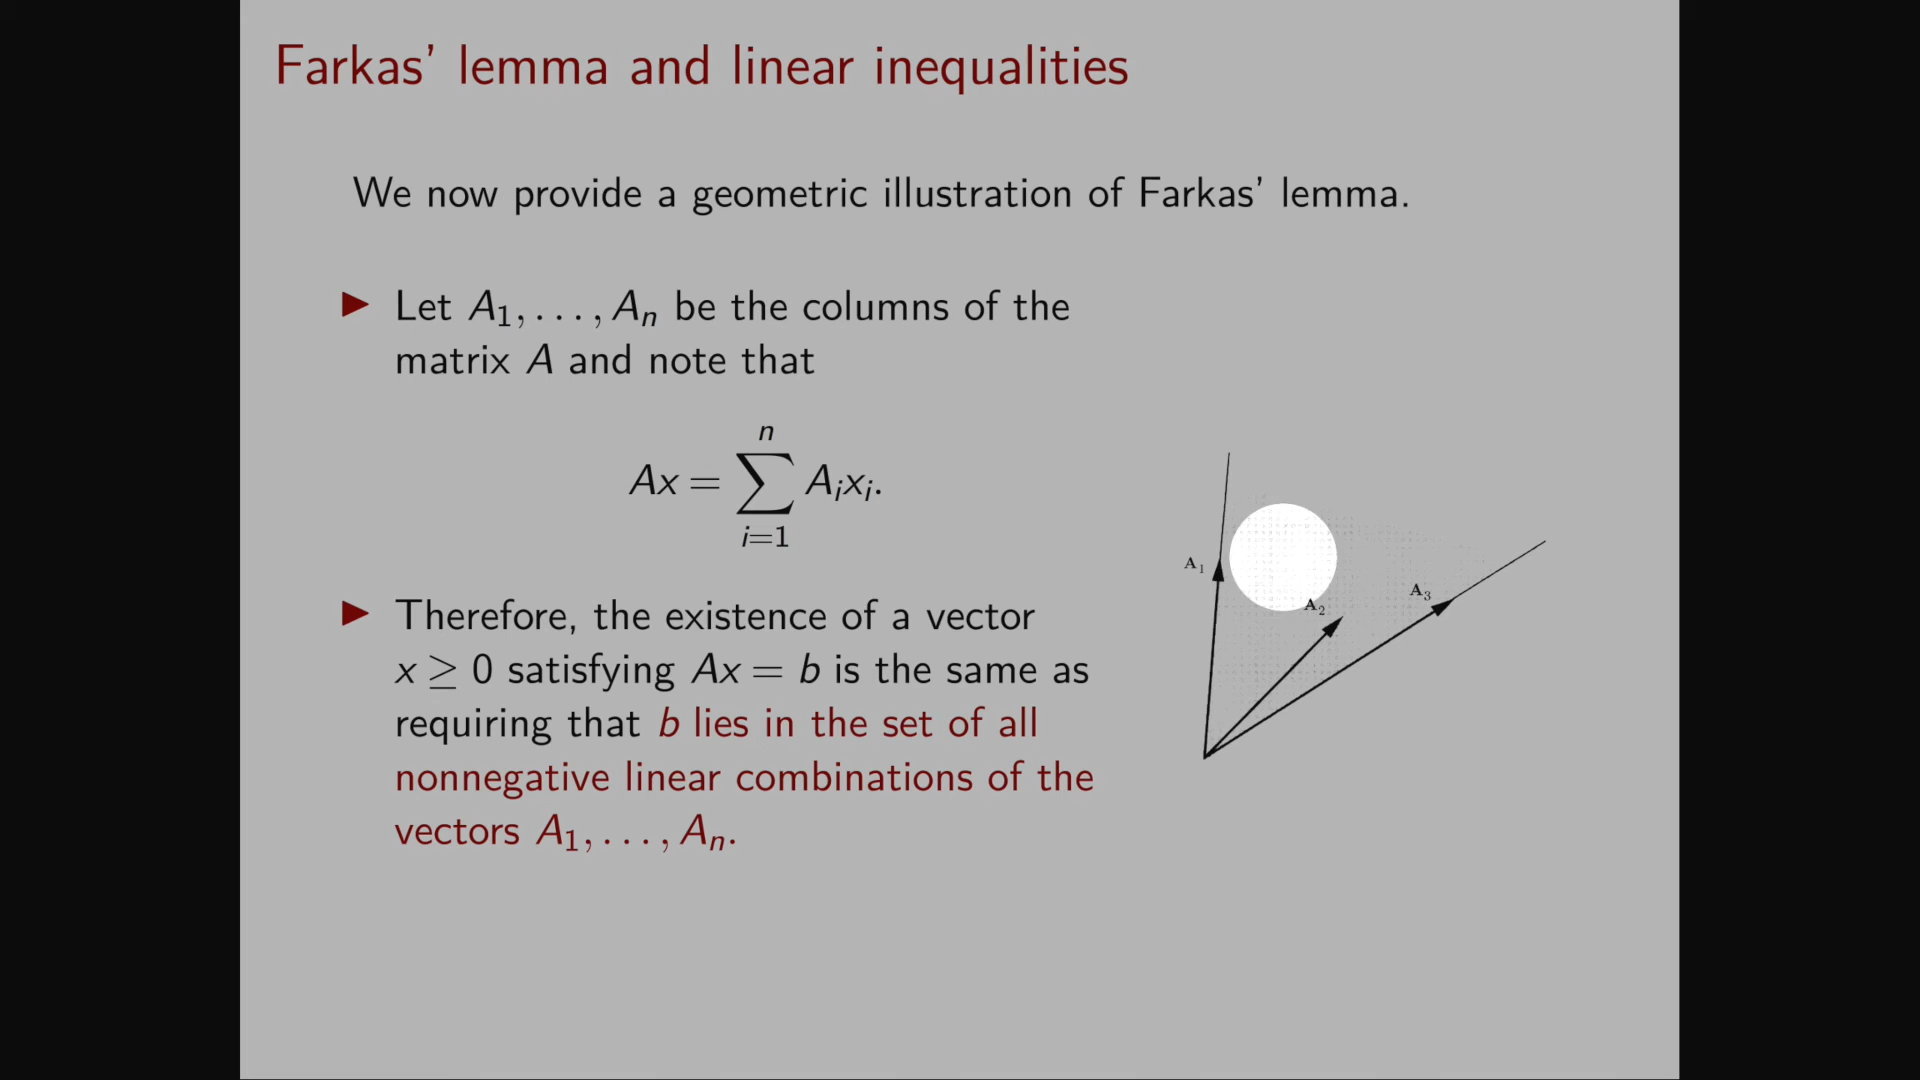 Farkas’ lemma and linear inequalities
We now provide a geometric illustration of Farkas’ lemma.
▶ Let A₁, . . . , Aₙ be the columns of the
matrix A and note that
Ax = ∑ⁿᵢ₌₁ Aᵢxᵢ.
▶ Therefore, the existence of a vector
x ≥ 0 satisfying Ax = b is the same as
requiring that b lies in the set of all
nonnegative linear combinations of the
vectors A₁, . . . , Aₙ.
A₁
A₂
A₃